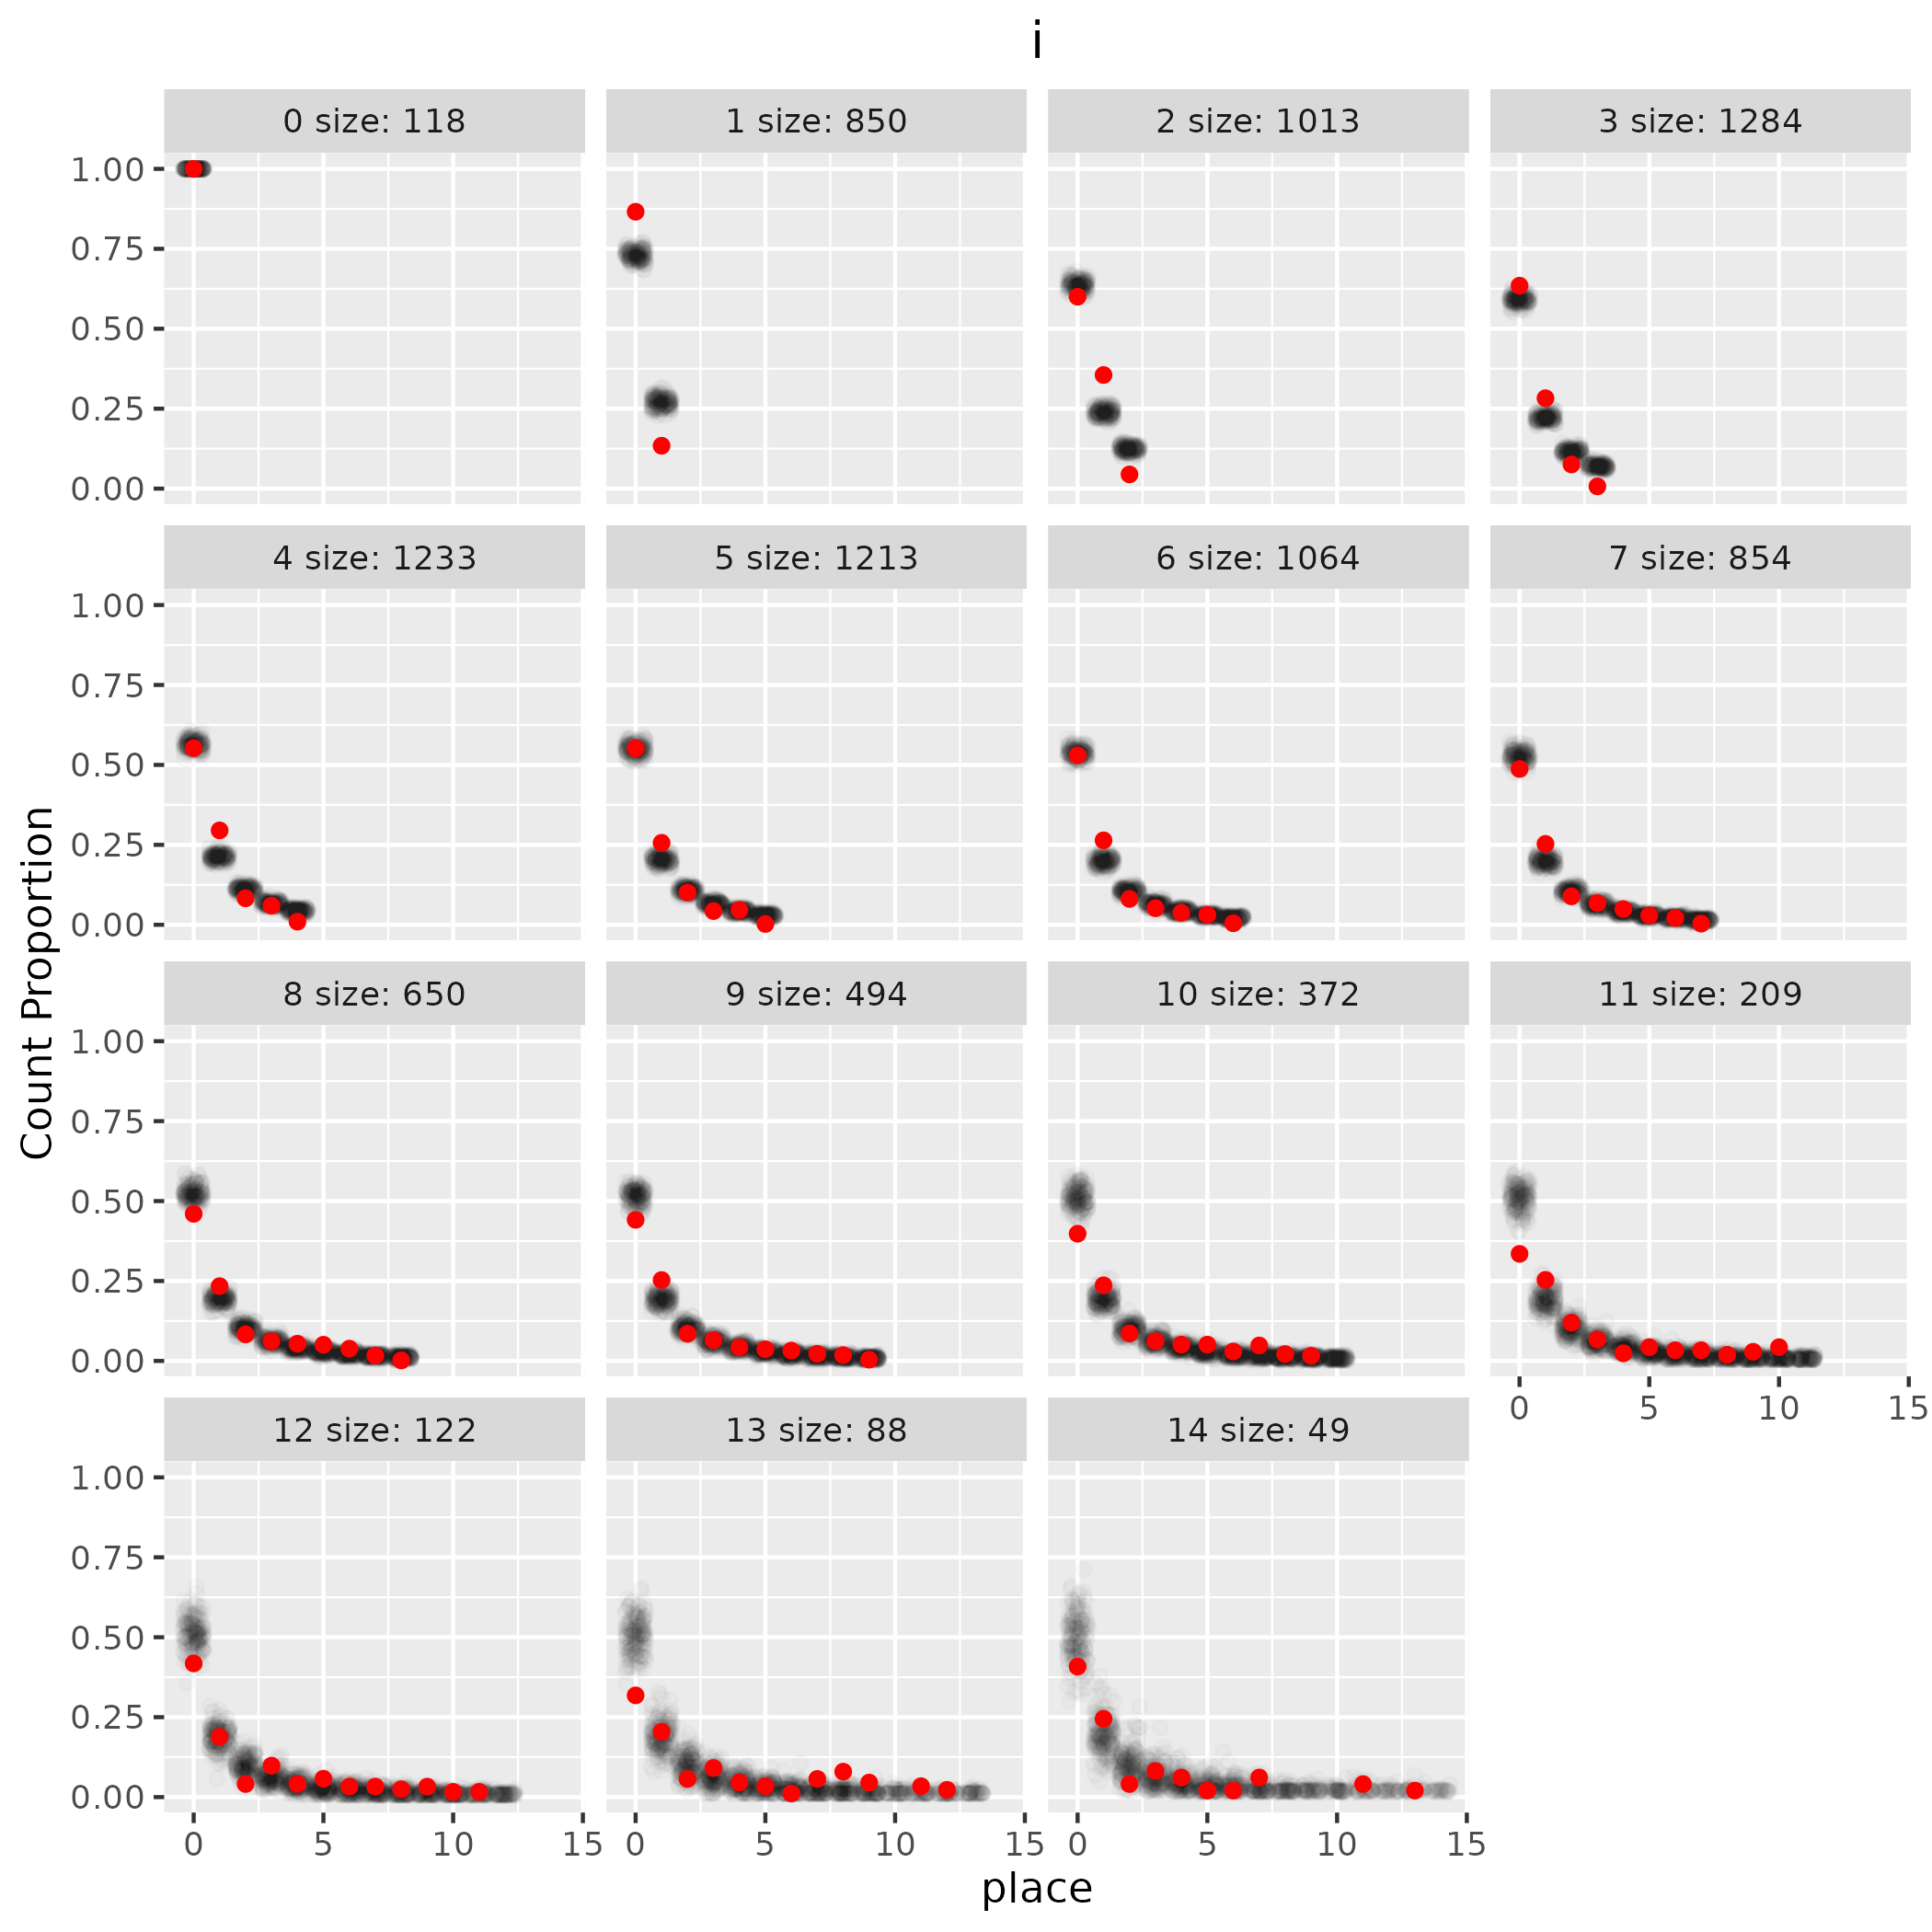 i
0 size: 118
1 size: 850
2 size: 1013
3 size: 1284
1.00
0.75
0.50
0.25
0.00
4 size: 1233
5 size: 1213
6 size: 1064
7 size: 854
1.00
0.75
0.50
0.25
0.00
8 size: 650
9 size: 494
10 size: 372
11 size: 209
1.00
0.75
0.50
0.25
0.00
0 5 10 15
12 size: 122
13 size: 88
14 size: 49
1.00
0.75
0.50
0.25
0.00
0 5 10 15
0 5 10 15
0 5 10 15
place
Count Proportion